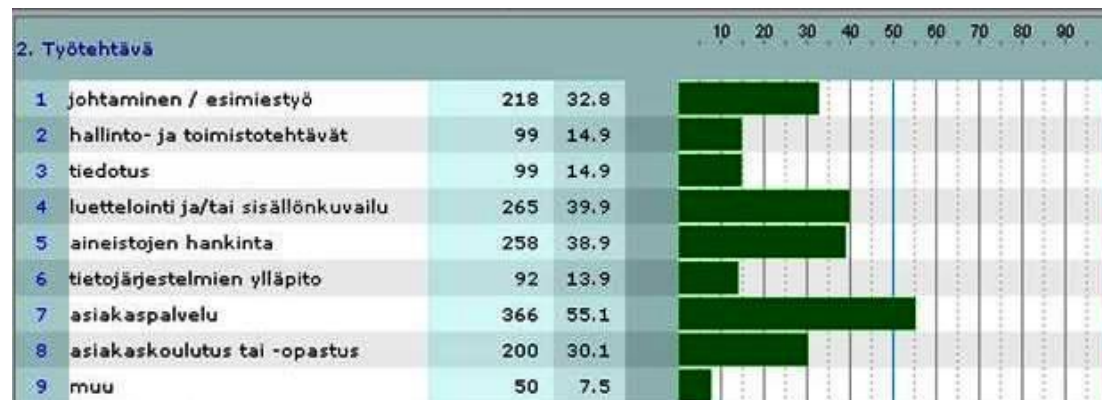 10 20 30 40 50 60 70 80 90
2. Työtehtävä
1 johtaminen / esimiestyö 218 32.8
2 hallinto- ja toimistotehtävät 99 14.9
3 tiedotus 99 14.9
4 luettelointi ja/tai sisällönkuvailu 265 39.9
5 aineistojen hankinta 258 38.9
6 tietojärjestelmien ylläpito 92 13.9
7 asiakaspalvelu 366 55.1
8 asiakaskoulutus tai -opastus 200 30.1
9 muu 50 7.5